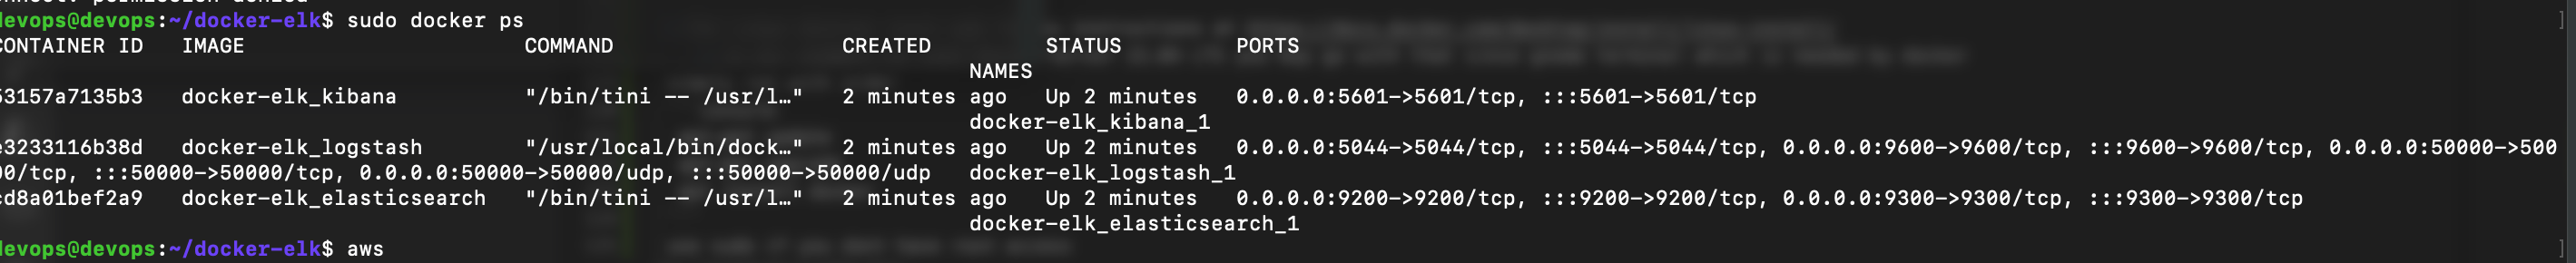 devops@devops:~/docker-elk$ sudo docker ps
CONTAINER ID   IMAGE                     COMMAND                  CREATED         STATUS         PORTS
NAMES
53157a7135b3   docker-elk_kibana         "/bin/tini -- /usr/l…"   2 minutes ago   Up 2 minutes   0.0.0.0:5601->5601/tcp, :::5601->5601/tcp
docker-elk_kibana_1
e3233116b38d   docker-elk_logstash       "/usr/local/bin/dock…"   2 minutes ago   Up 2 minutes   0.0.0.0:5044->5044/tcp, :::5044->5044/tcp, 0.0.0.0:9600->9600/tcp, :::9600->9600/tcp, 0.0.0.0:50000->500
00/tcp, :::50000->50000/tcp, 0.0.0.0:50000->50000/udp, :::50000->50000/udp   docker-elk_logstash_1
cd8a01bef2a9   docker-elk_elasticsearch   "/bin/tini -- /usr/l…"   2 minutes ago   Up 2 minutes   0.0.0.0:9200->9200/tcp, :::9200->9200/tcp, 0.0.0.0:9300->9300/tcp, :::9300->9300/tcp
docker-elk_elasticsearch_1
devops@devops:~/docker-elk$ aws